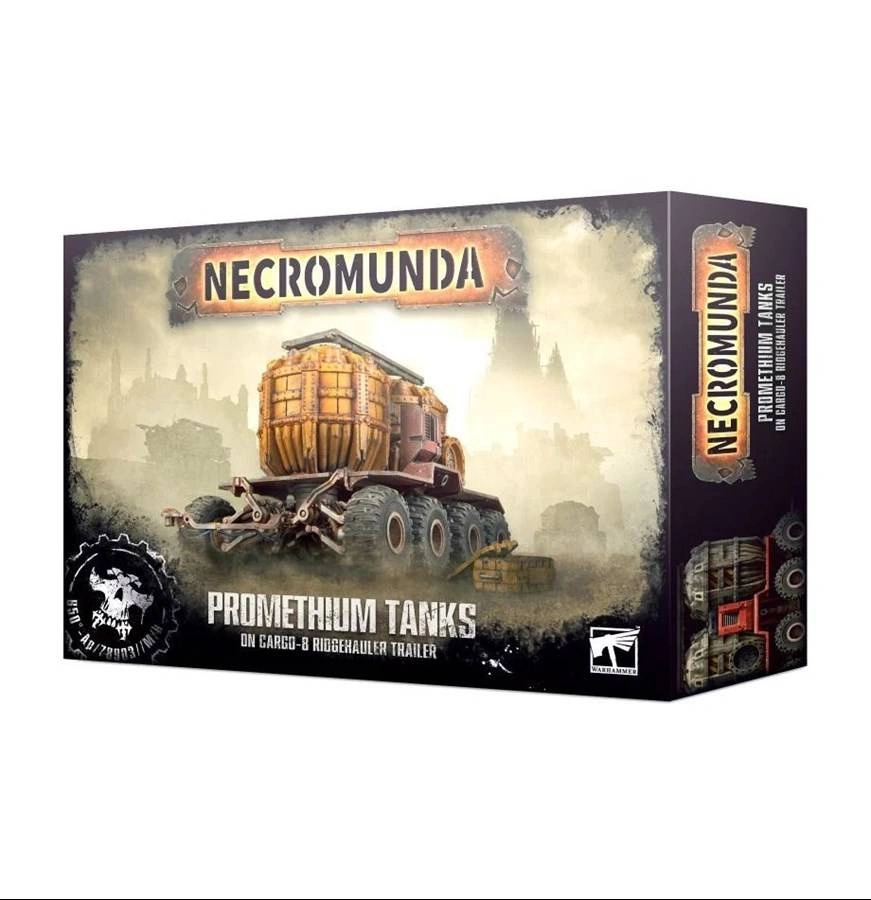 NECROMUNDA
PROMETHIUM TANKS
ON CARGO-8 RIDGEHAULER TRAILER
WARHAMMER
NECROMUNDA
PROMETHIUM TANKS
ON CARGO-8 RIDGEHAULER TRAILER